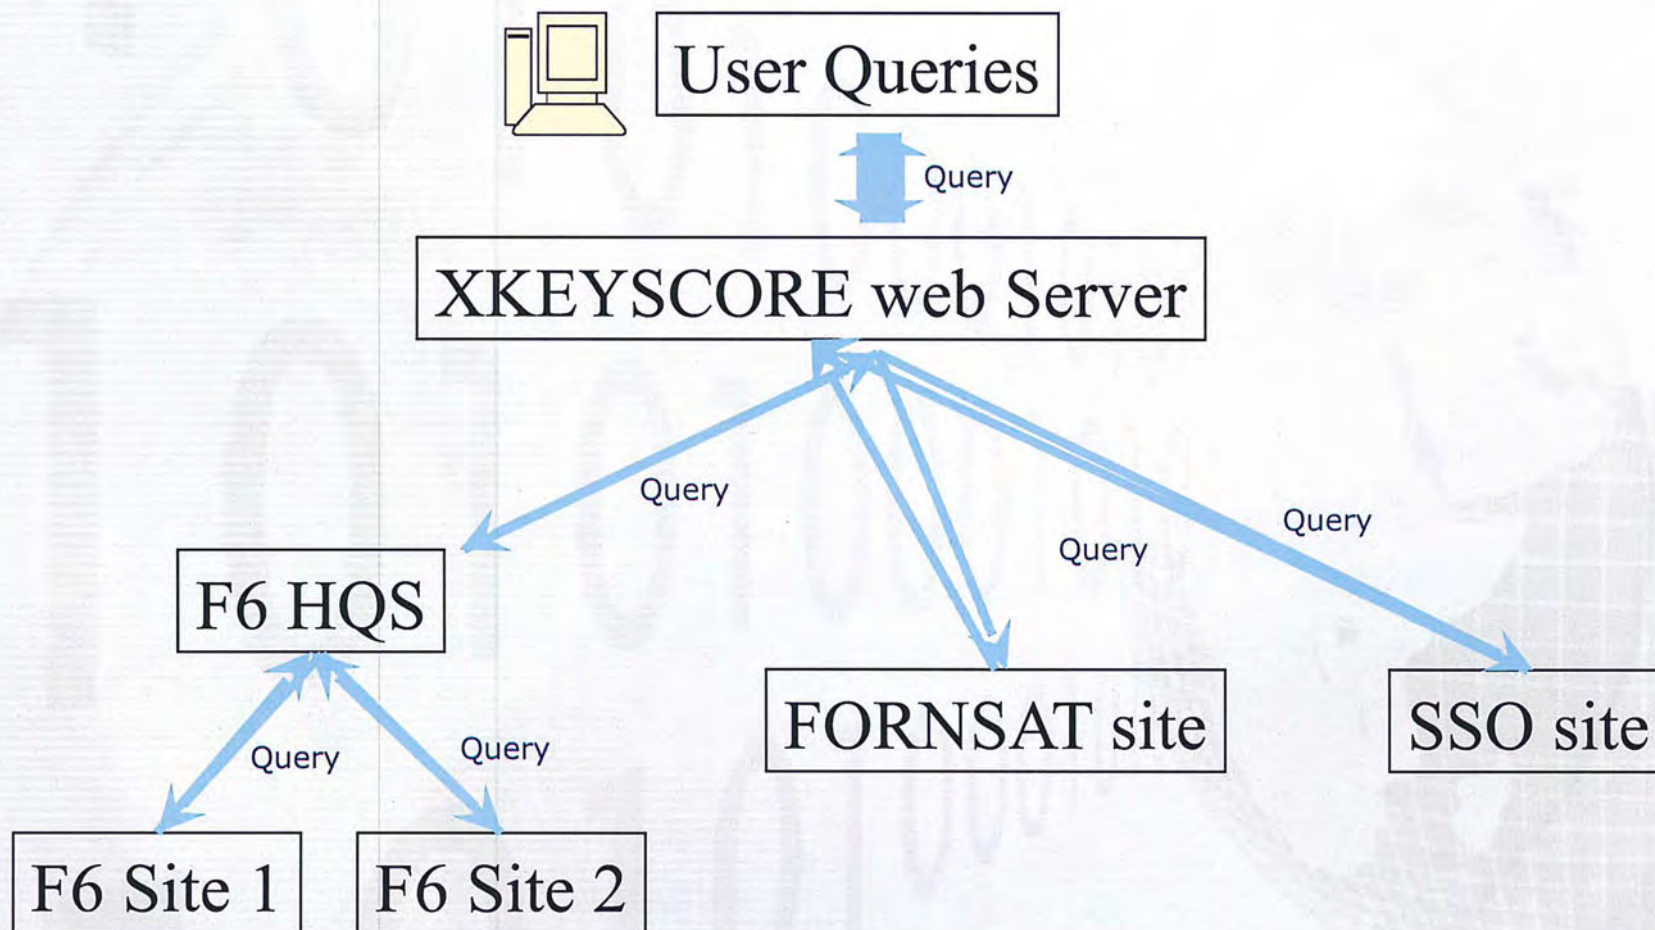 User Queries
Query
XKEYSCORE web Server
Query
Query
Query
F6 HQS
FORNSAT site
SSO site
Query
Query
F6 Site 1
F6 Site 2